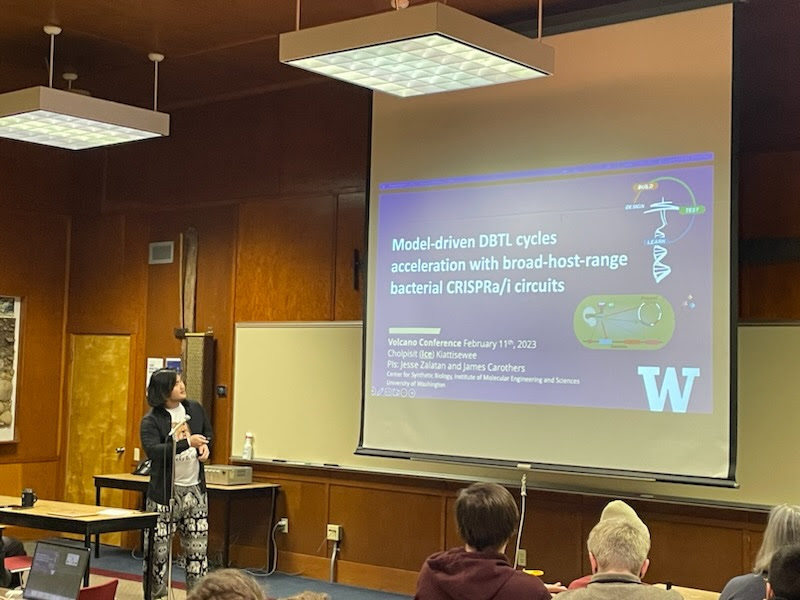 BUILD
DESIGN
TEST
LEARN
Model-driven DBTL cycles
acceleration with broad-host-range
bacterial CRISPRa/i circuits
Volcano Conference February 11th, 2023
Cholpisit (Ice) Kiattisewee
PIs: Jesse Zalatan and James Carothers
Center for Synthetic Biology, Institute of Molecular Engineering and Sciences
University of Washington
W